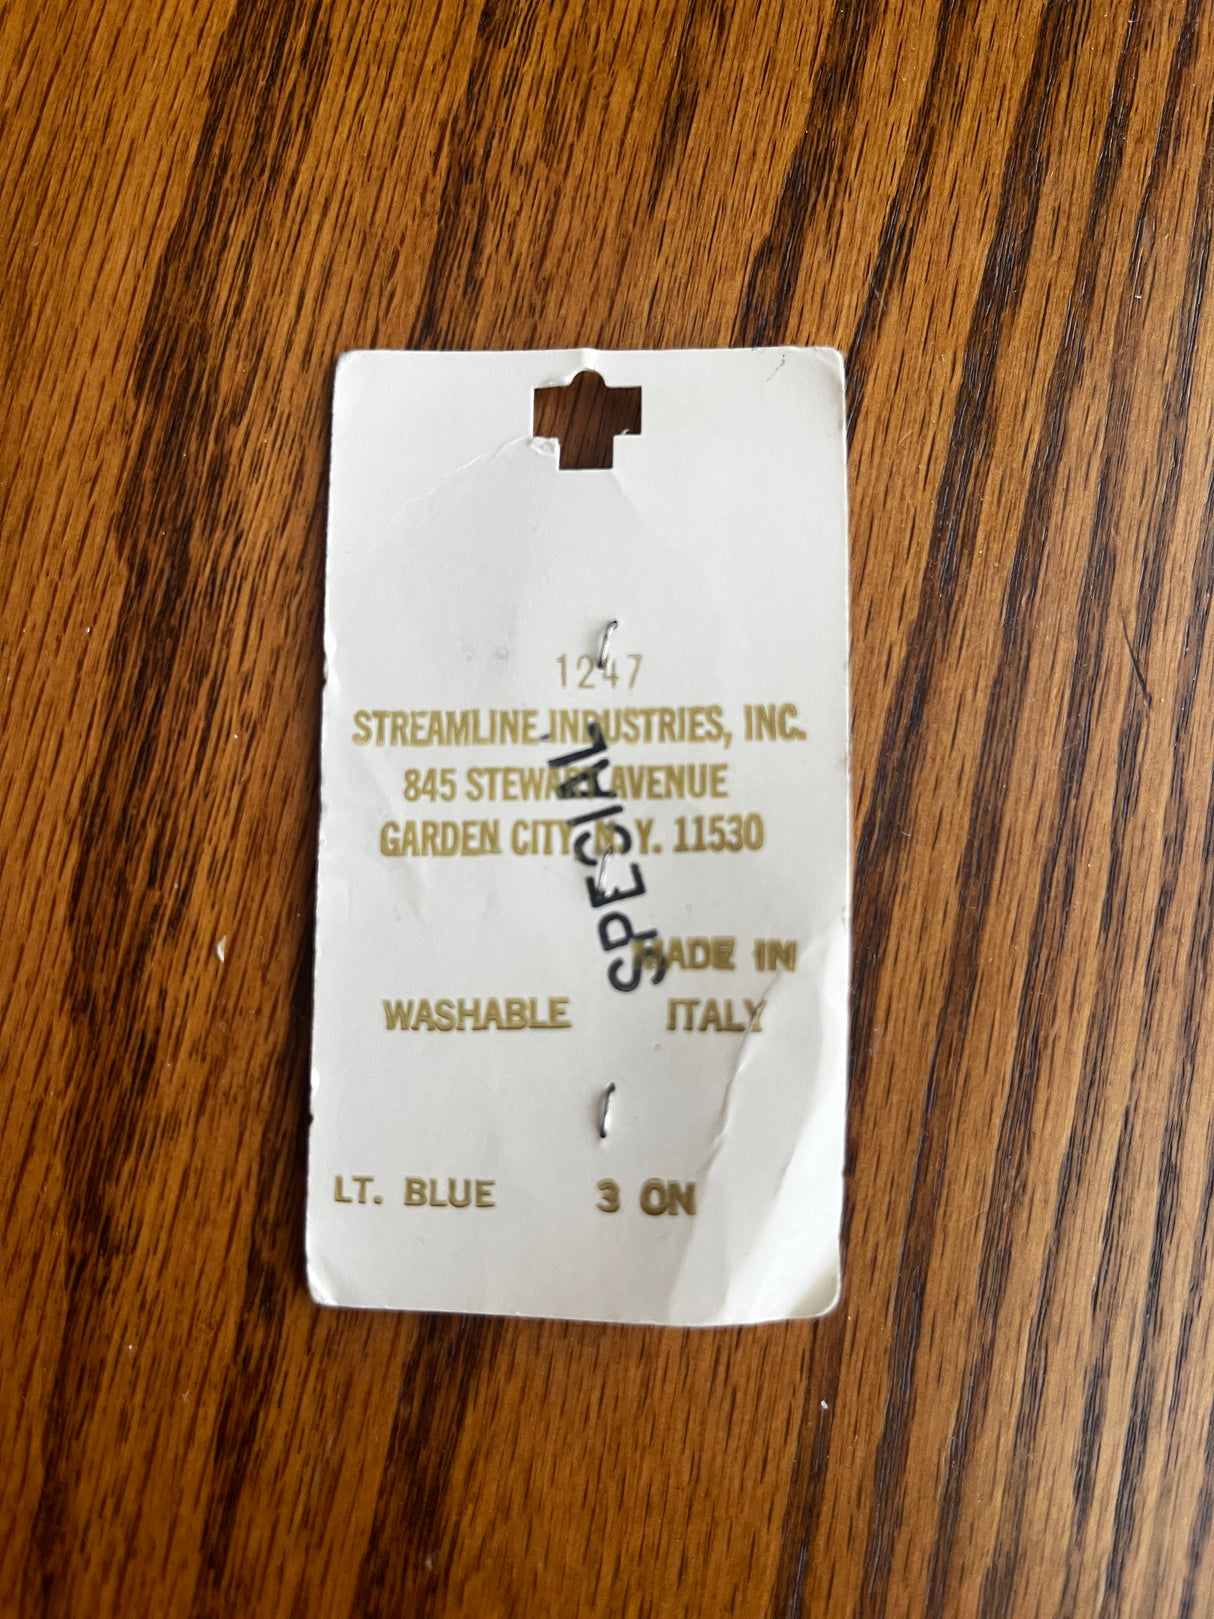 1247
STREAMLINE INDUSTRIES, INC.
845 STEWART AVENUE
GARDEN CITY, N.Y. 11530
SPECIAL
MADE IN
WASHABLE ITALY
LT. BLUE 3 ON